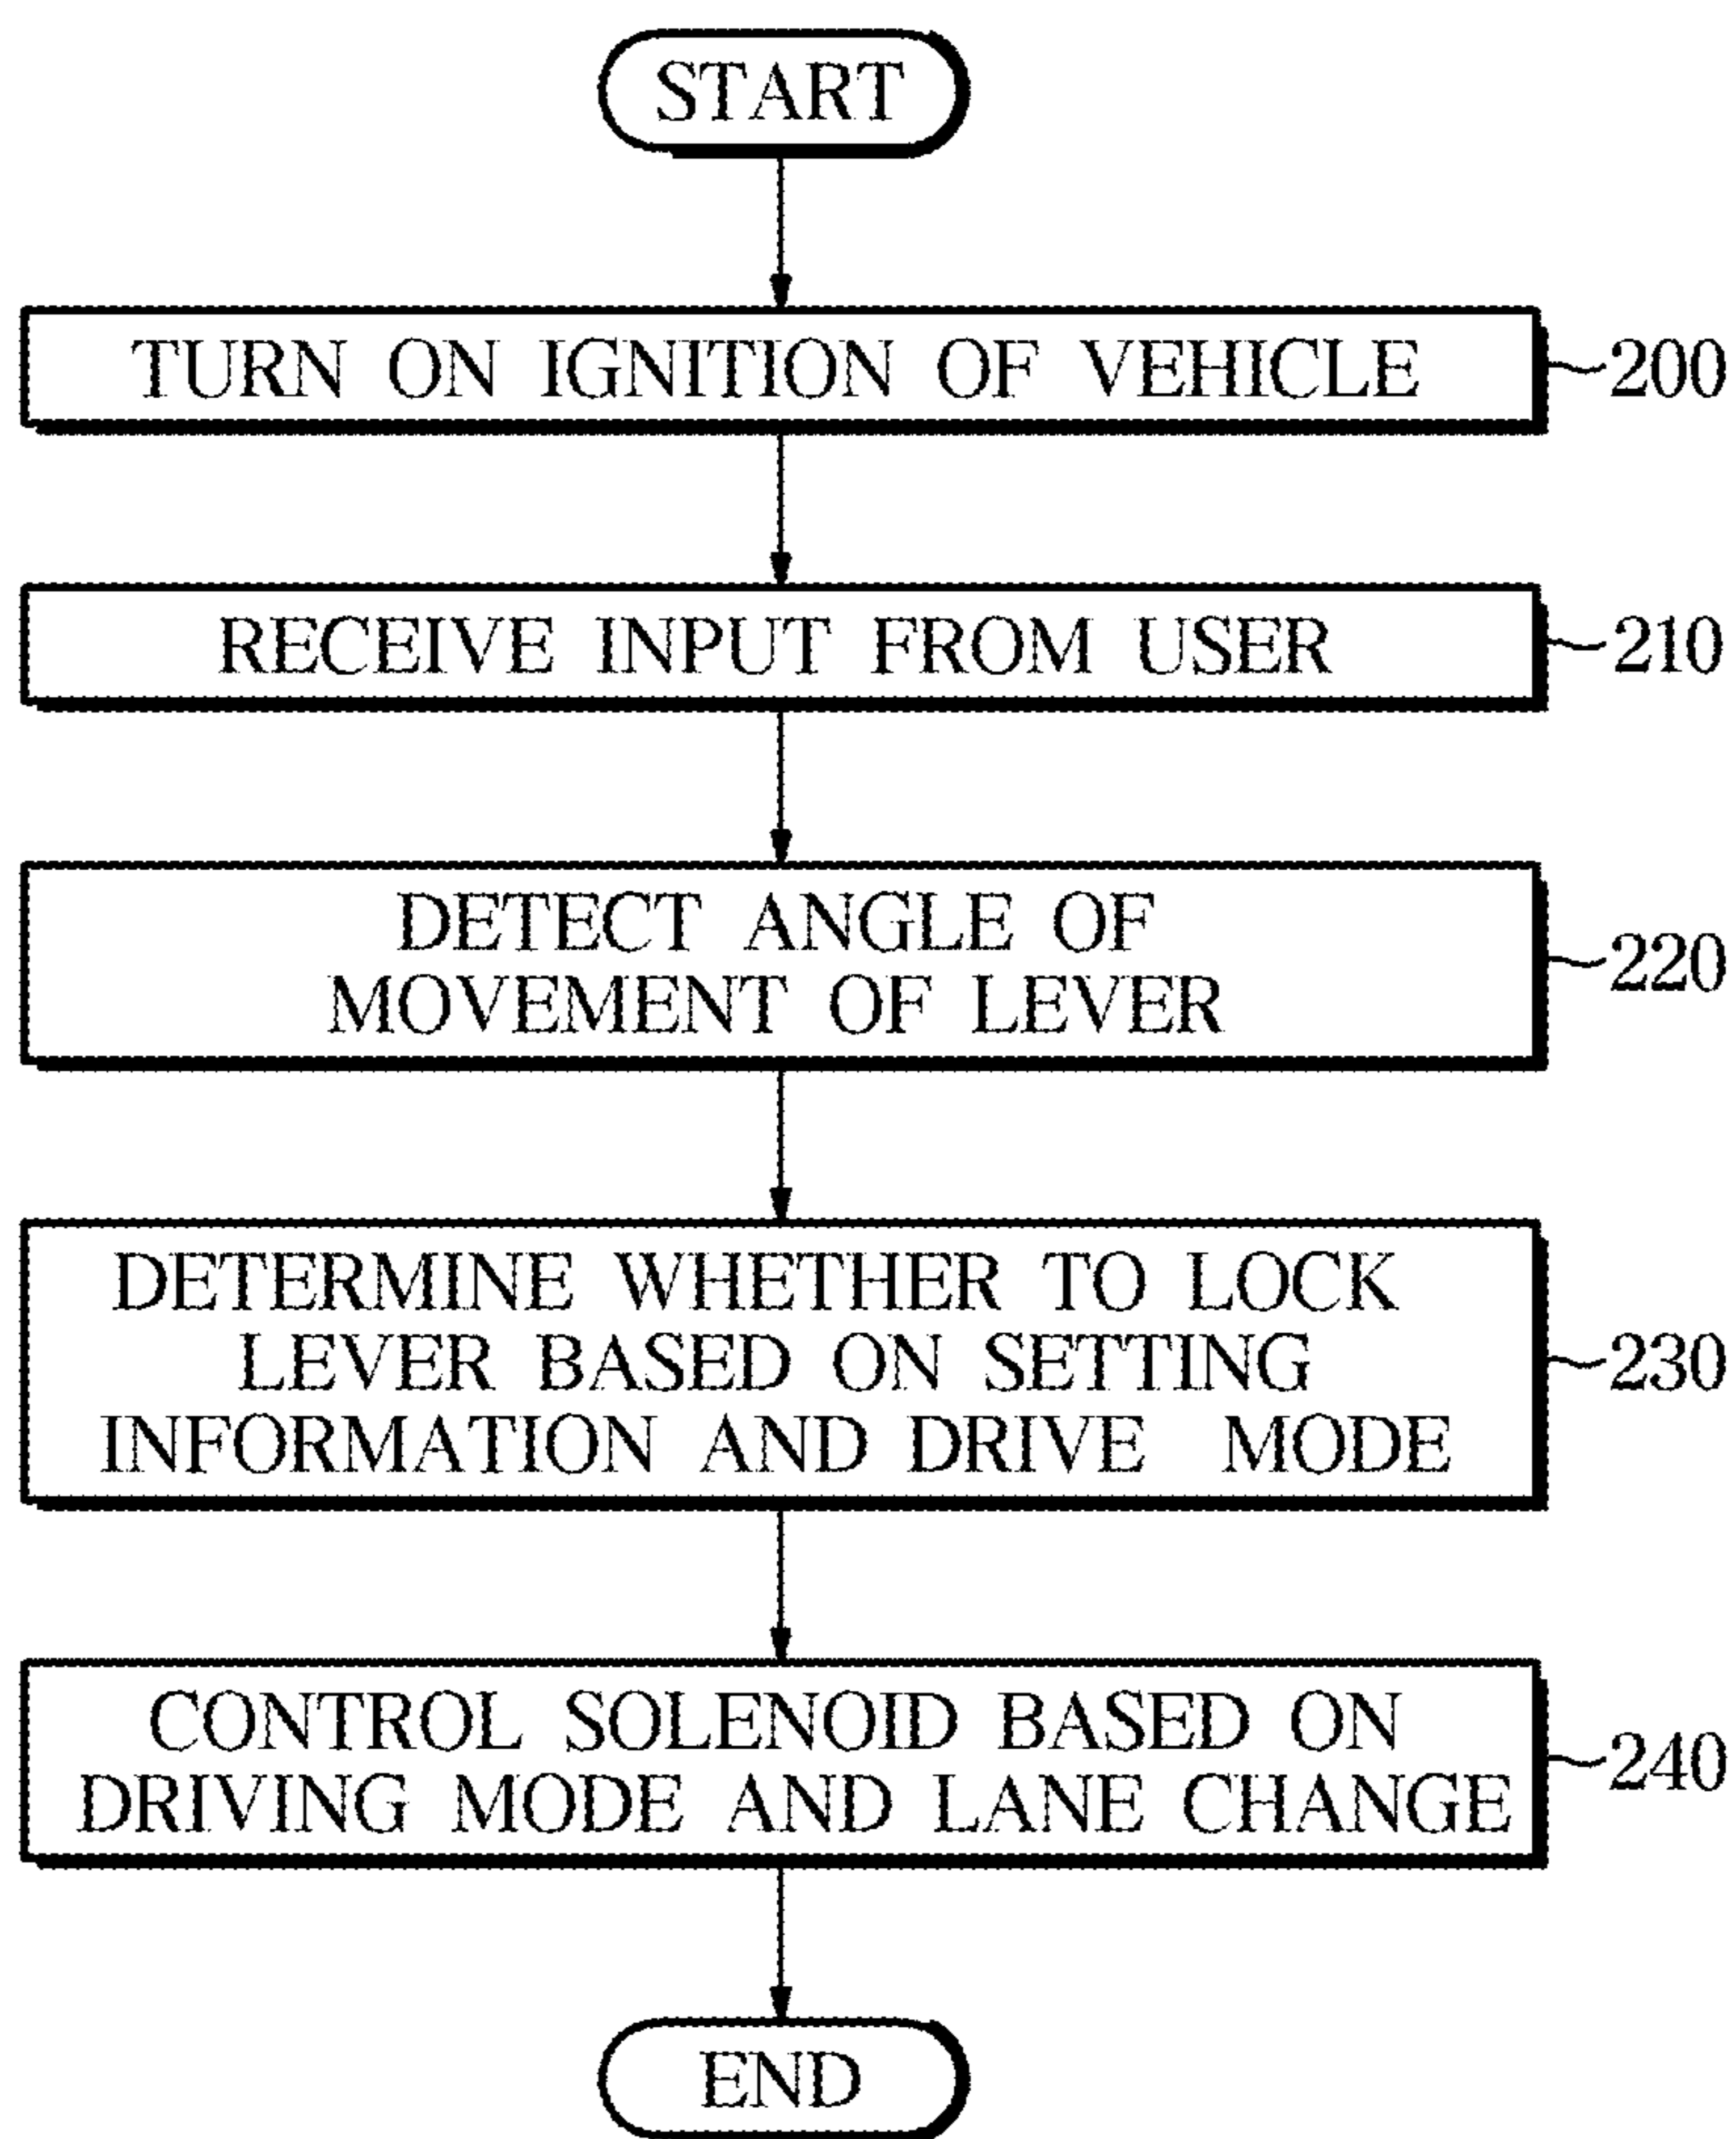 START
TURN ON IGNITION OF VEHICLE
200
RECEIVE INPUT FROM USER
210
DETECT ANGLE OF
MOVEMENT OF LEVER
220
DETERMINE WHETHER TO LOCK
LEVER BASED ON SETTING
INFORMATION AND DRIVE MODE
230
CONTROL SOLENOID BASED ON
DRIVING MODE AND LANE CHANGE
240
END